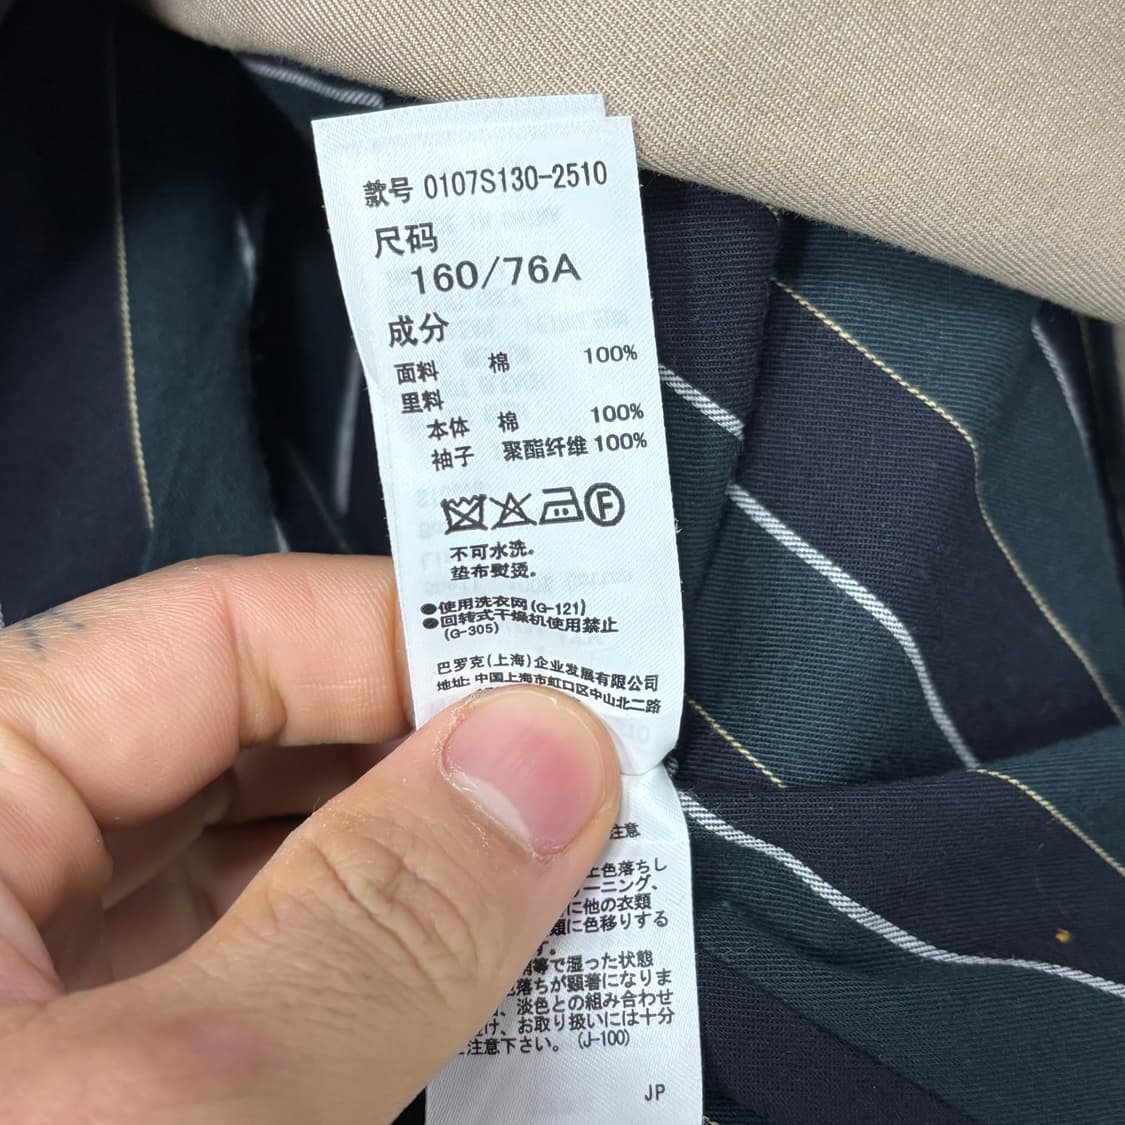 款号 0107S130-2510
尺码
160/76A
成分
面料 棉 100%
里料
本体 棉 100%
袖子 聚酯纤维 100%
F
不可水洗。
垫布熨烫。
●使用洗衣网(G-121)
●回转式干燥机使用禁止
(G-305)
巴罗克(上海)企业发展有限公司
地址: 中国上海市虹口区中山北二路
注意
色落ちし
ーニング、
に他の衣類
類に色移りする
す。
等で湿った状態
色落ちが顕著になりま
、淡色との組み合わせ
け、お取り扱いには十分
ご注意下さい。(J-100)
JP